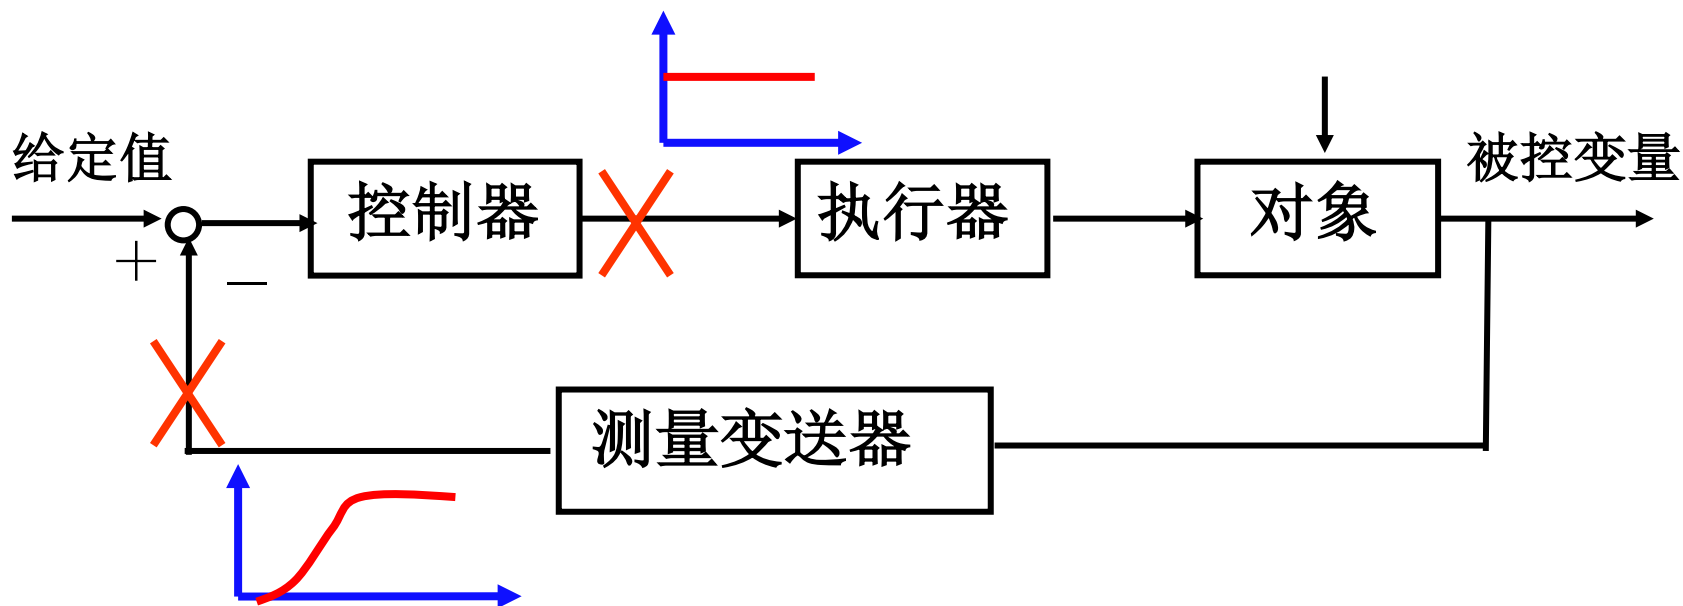 给定值
控制器
执行器
对象
被控变量
+
—
测量变送器